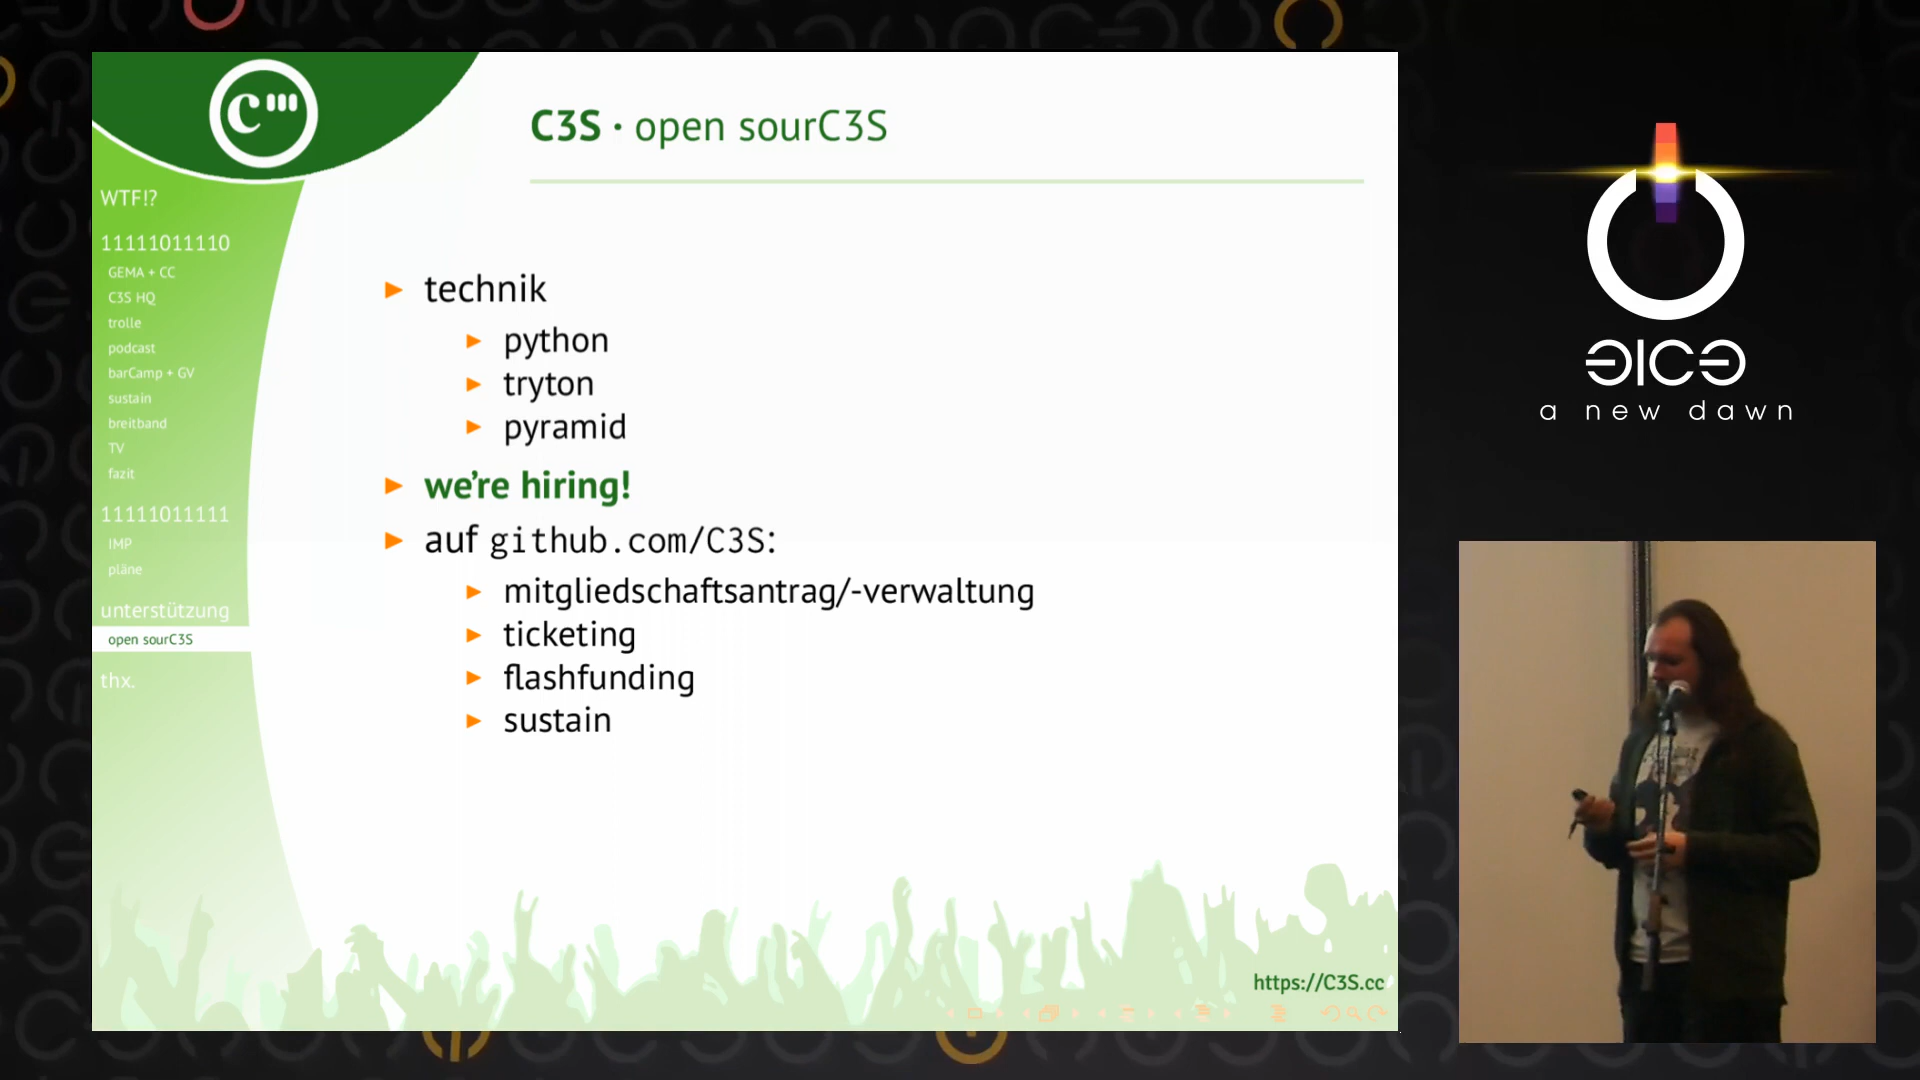 C3S · open sourC3S
WTF!?
11111011110
GEMA + CC
C3S HQ
trolle
podcast
barCamp + GV
sustain
breitband
TV
fazit
11111011111
IMP
pläne
unterstützung
open sourC3S
thx.
technik
python
tryton
pyramid
we’re hiring!
auf github.com/C3S:
mitgliedschaftsantrag/-verwaltung
ticketing
flashfunding
sustain
https://C3S.cc
a new dawn